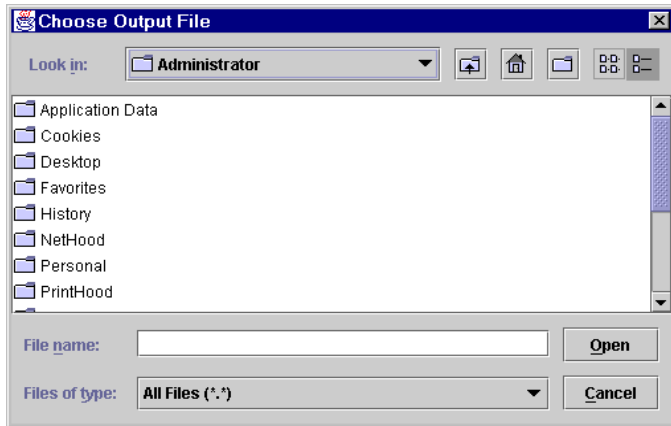 Choose Output File
Look in: Administrator
Application Data
Cookies
Desktop
Favorites
History
NetHood
Personal
PrintHood
File name: Open
Files of type: All Files (*.*) Cancel